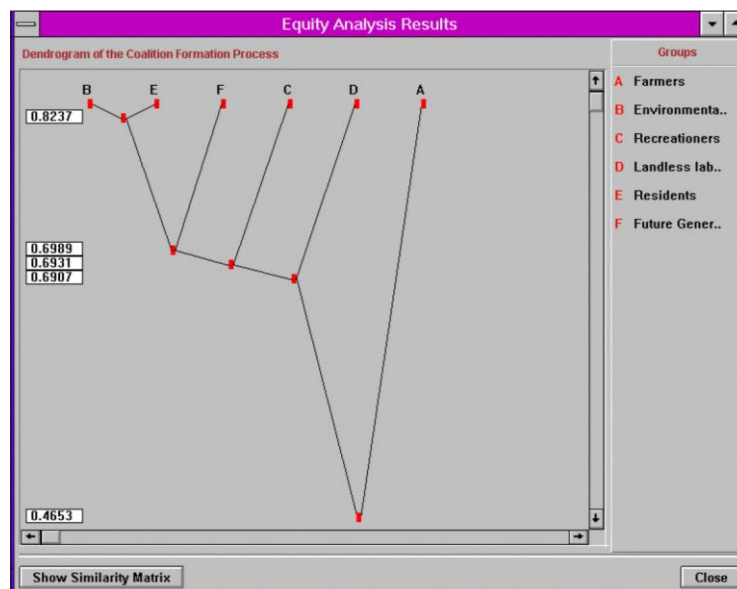 Equity Analysis Results
Dendrogram of the Coalition Formation Process
Groups
B E F C D A
0.8237
0.6989
0.6931
0.6907
0.4653
A Farmers
B Environmenta..
C Recreationers
D Landless lab..
E Residents
F Future Gener..
Show Similarity Matrix
Close